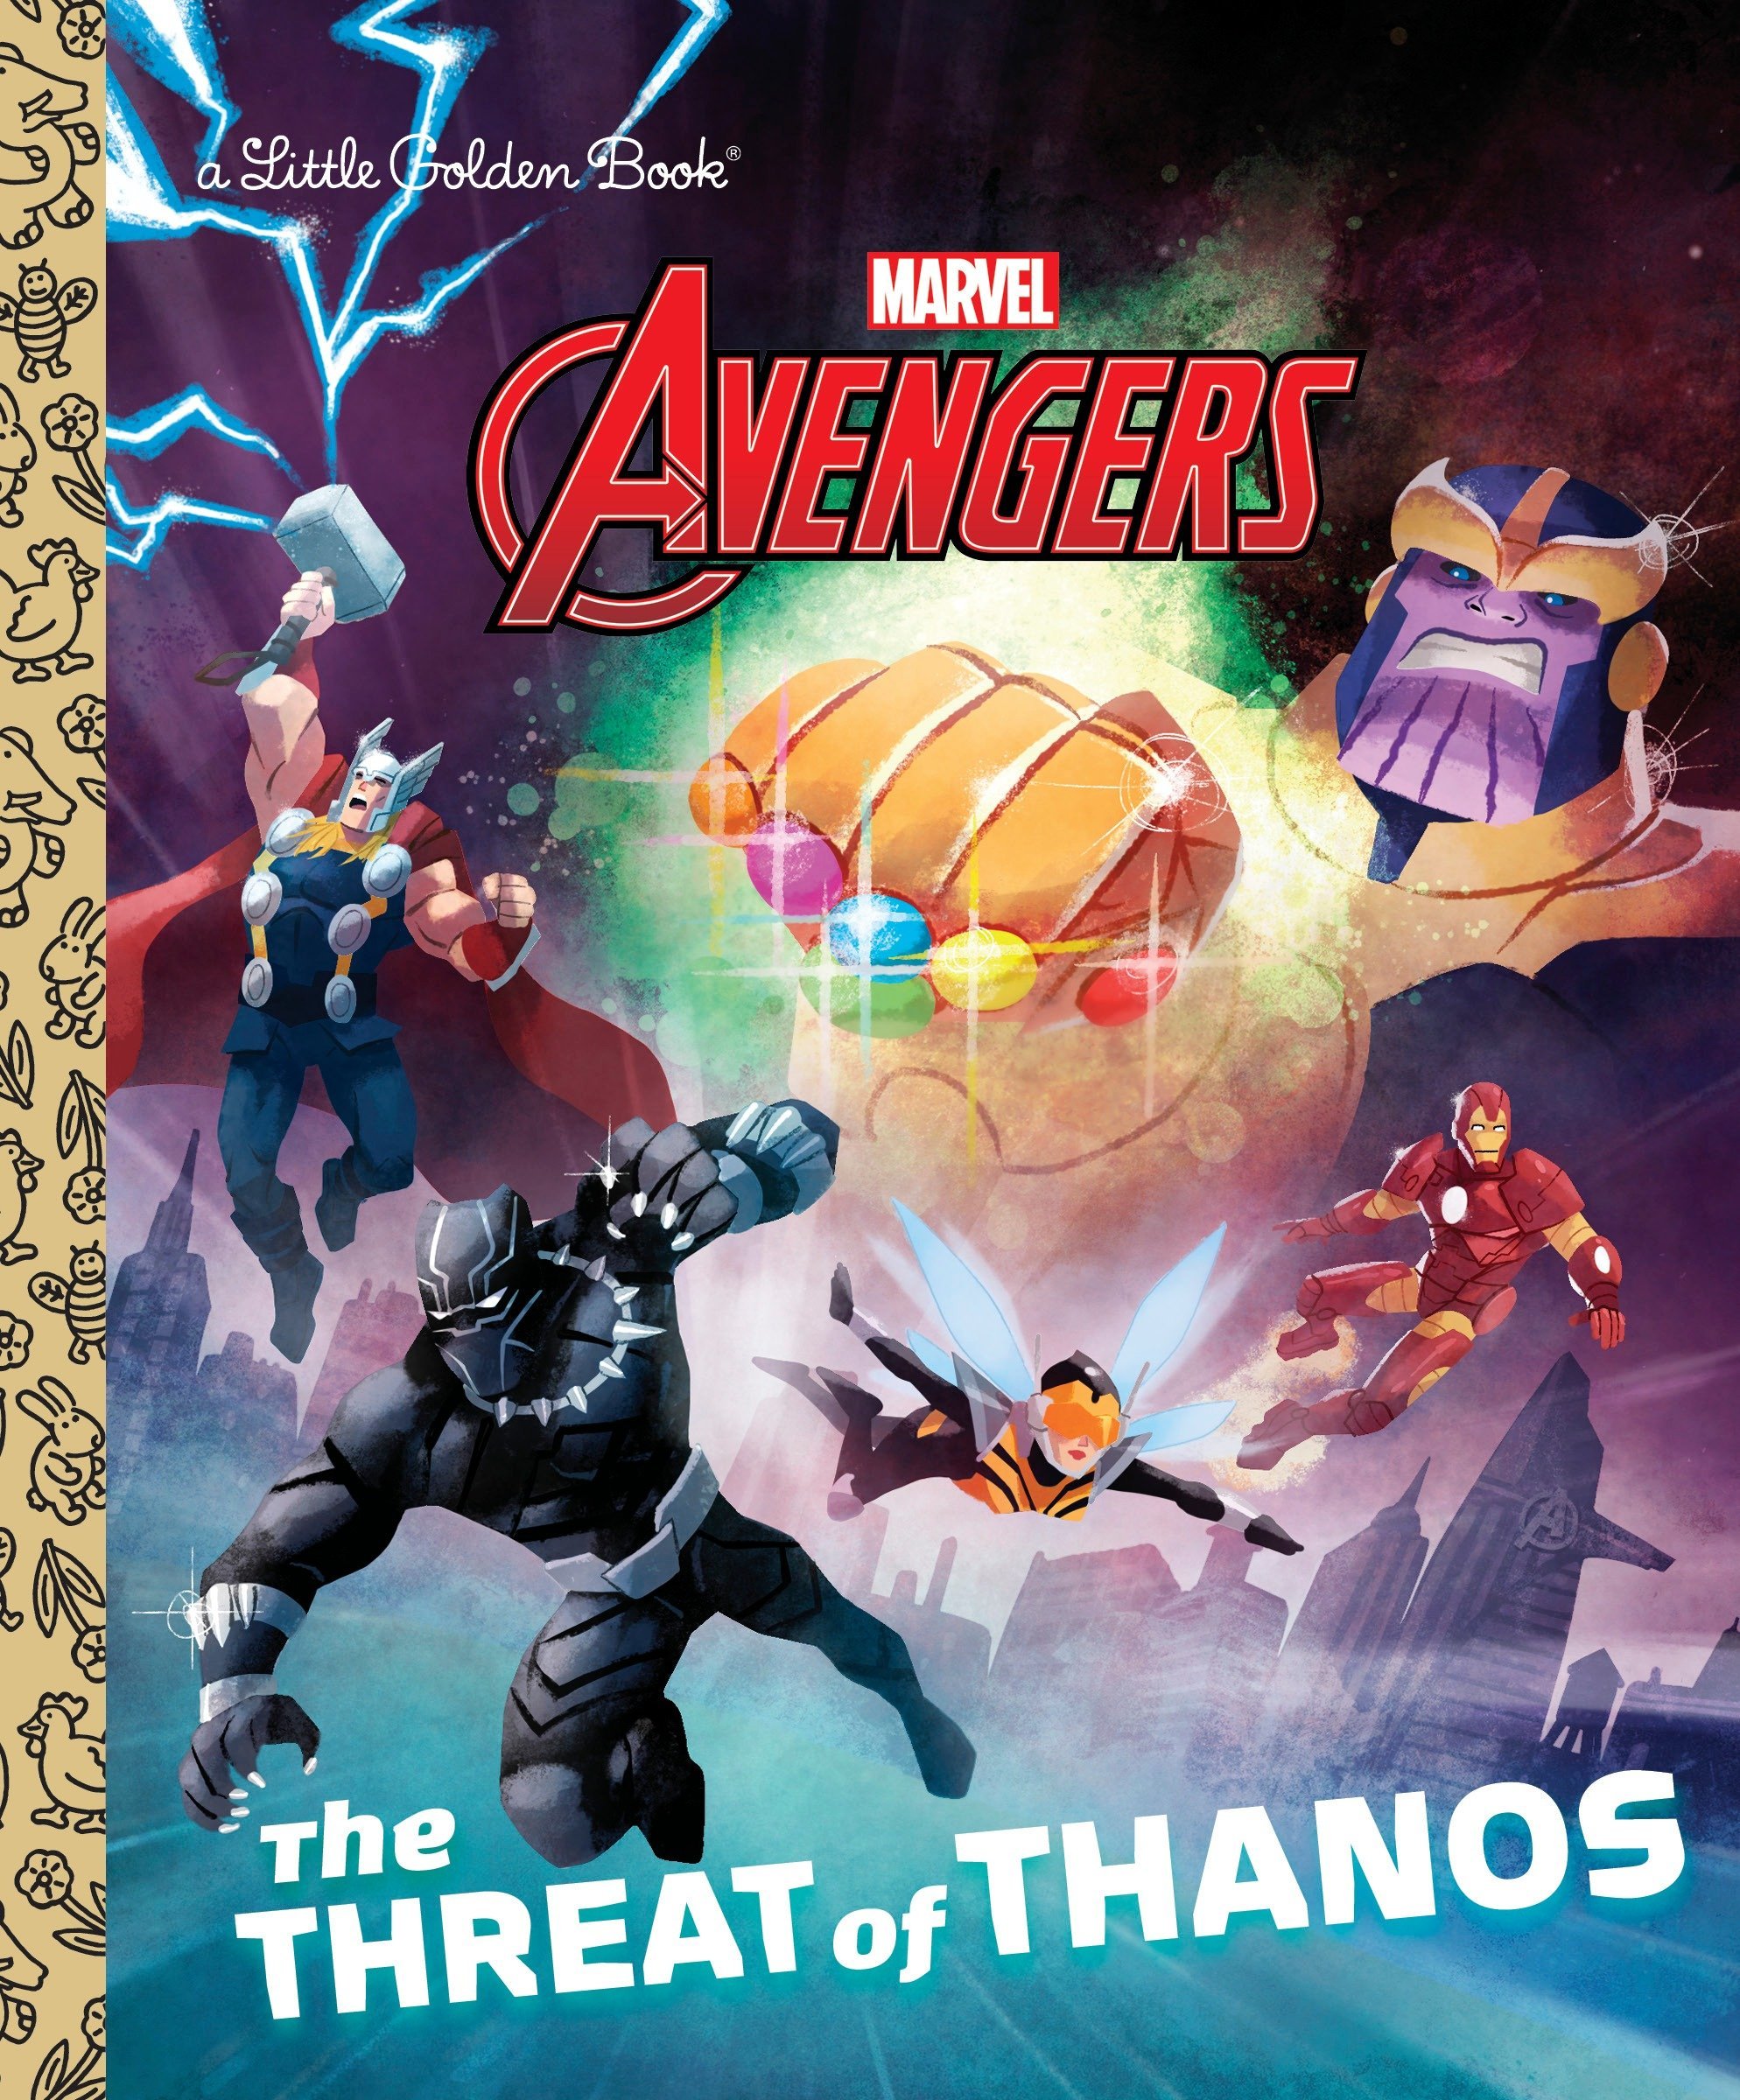 a Little Golden Book®
MARVEL
AVENGERS
The
THREAT of THANOS